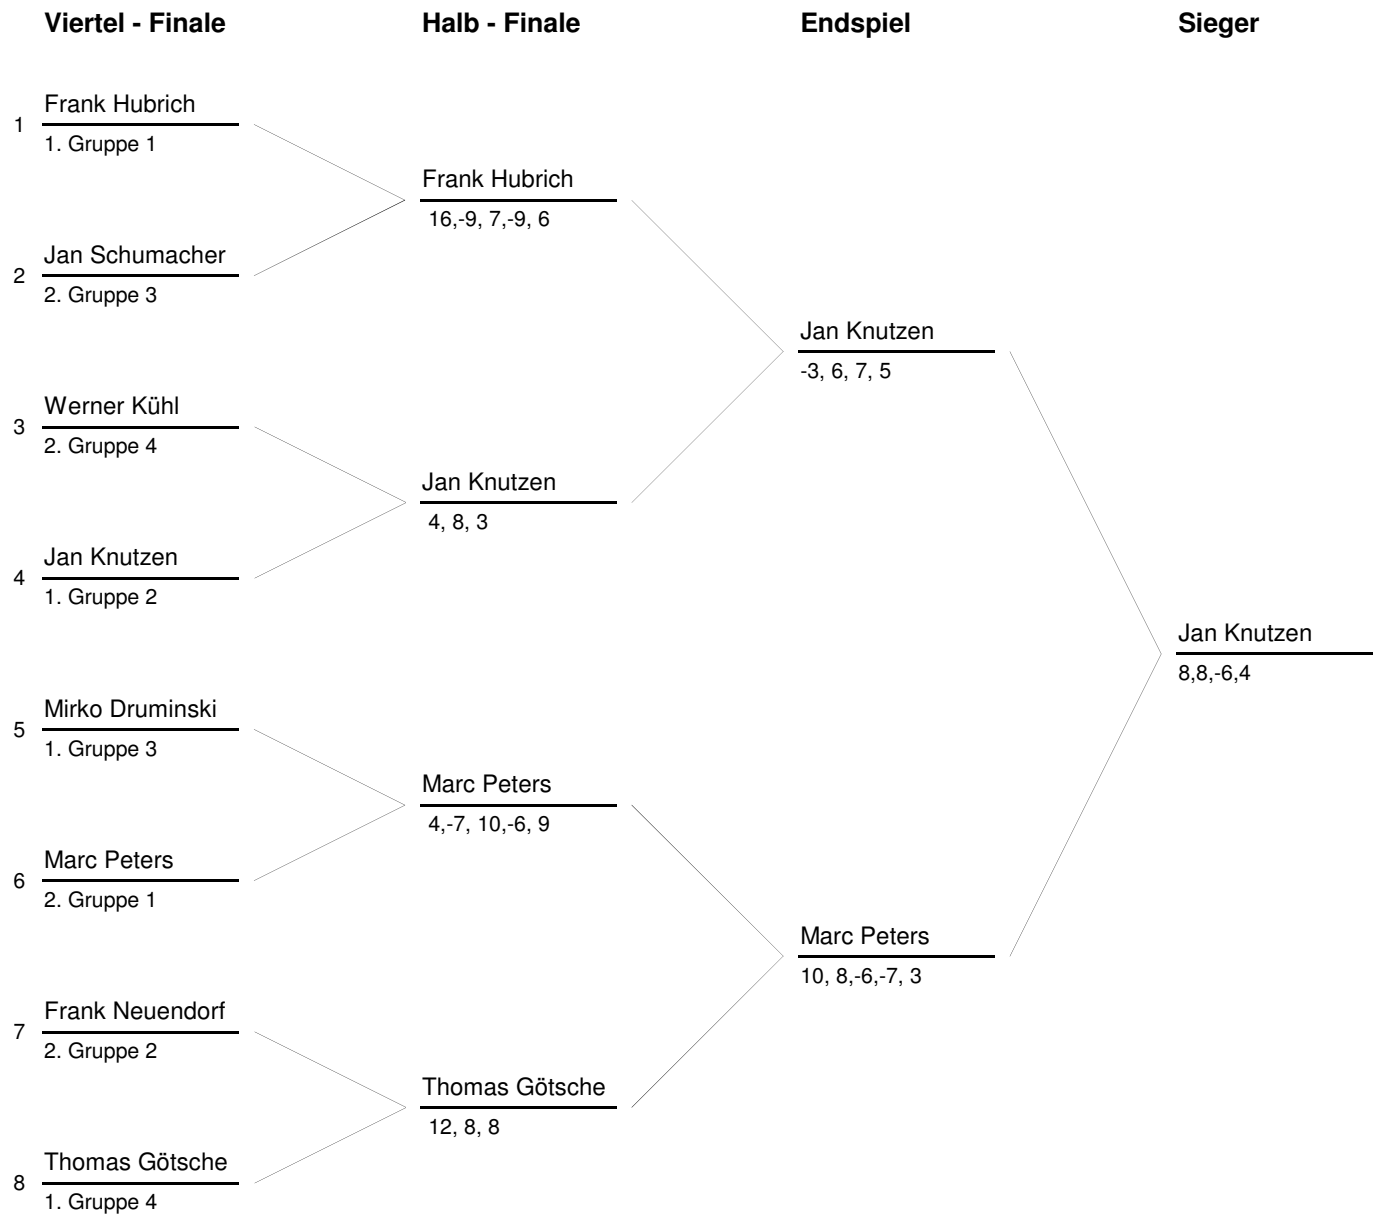 Viertel - Finale
Halb - Finale
Endspiel
Sieger
Frank Hubrich
1
1. Gruppe 1
Frank Hubrich
16,-9, 7,-9, 6
Jan Schumacher
2
2. Gruppe 3
Jan Knutzen
-3, 6, 7, 5
Werner Kühl
3
2. Gruppe 4
Jan Knutzen
4, 8, 3
Jan Knutzen
4
1. Gruppe 2
Jan Knutzen
8,8,-6,4
Mirko Druminski
5
1. Gruppe 3
Marc Peters
4,-7, 10,-6, 9
Marc Peters
6
2. Gruppe 1
Marc Peters
10, 8,-6,-7, 3
Frank Neuendorf
7
2. Gruppe 2
Thomas Götsche
12, 8, 8
Thomas Götsche
8
1. Gruppe 4